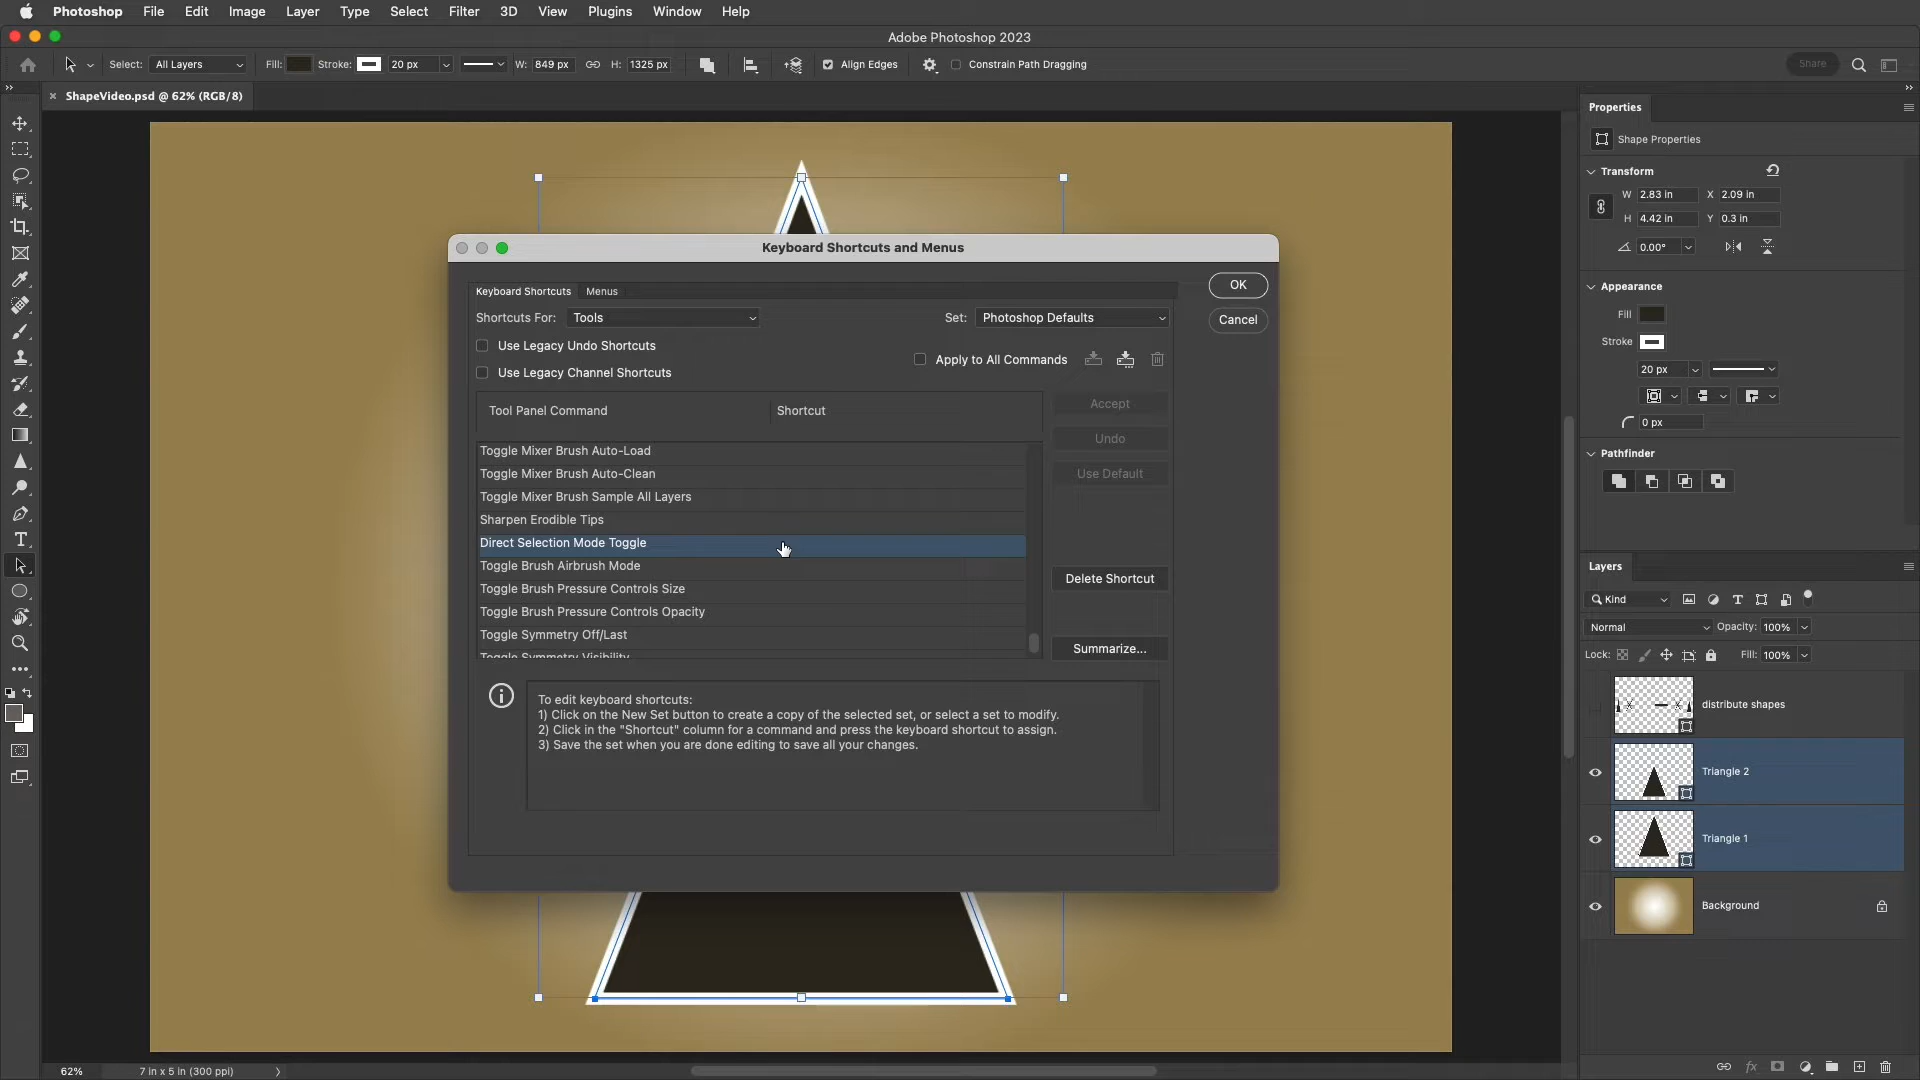 Photoshop File Edit Image Layer Type Select Filter 3D View Plugins Window Help
Adobe Photoshop 2023
Select: All Layers Fill: Stroke: 20 px W: 849 px H: 1325 px Align Edges Constrain Path Dragging Share
ShapeVideo.psd @ 62% (RGB/8)
Keyboard Shortcuts and Menus
Keyboard Shortcuts Menus
OK
Shortcuts For: Tools Set: Photoshop Defaults
Cancel
Use Legacy Undo Shortcuts
Apply to All Commands
Use Legacy Channel Shortcuts
Tool Panel Command Shortcut
Accept
Undo
Use Default
Toggle Mixer Brush Auto-Load
Toggle Mixer Brush Auto-Clean
Toggle Mixer Brush Sample All Layers
Sharpen Erodible Tips
Direct Selection Mode Toggle
Toggle Brush Airbrush Mode
Toggle Brush Pressure Controls Size
Toggle Brush Pressure Controls Opacity
Toggle Symmetry Off/Last
Toggle Symmetry Visibility
Delete Shortcut
Summarize...
To edit keyboard shortcuts:
1) Click on the New Set button to create a copy of the selected set, or select a set to modify.
2) Click in the "Shortcut" column for a command and press the keyboard shortcut to assign.
3) Save the set when you are done editing to save all your changes.
Properties
Shape Properties
Transform
W 2.83 in X 2.09 in
H 4.42 in Y 0.3 in
0.00°
Appearance
Fill
Stroke
20 px
0 px
Pathfinder
Layers
Kind
Normal Opacity: 100%
Lock: Fill: 100%
distribute shapes
Triangle 2
Triangle 1
Background
fx
62% 7 in x 5 in (300 ppi)